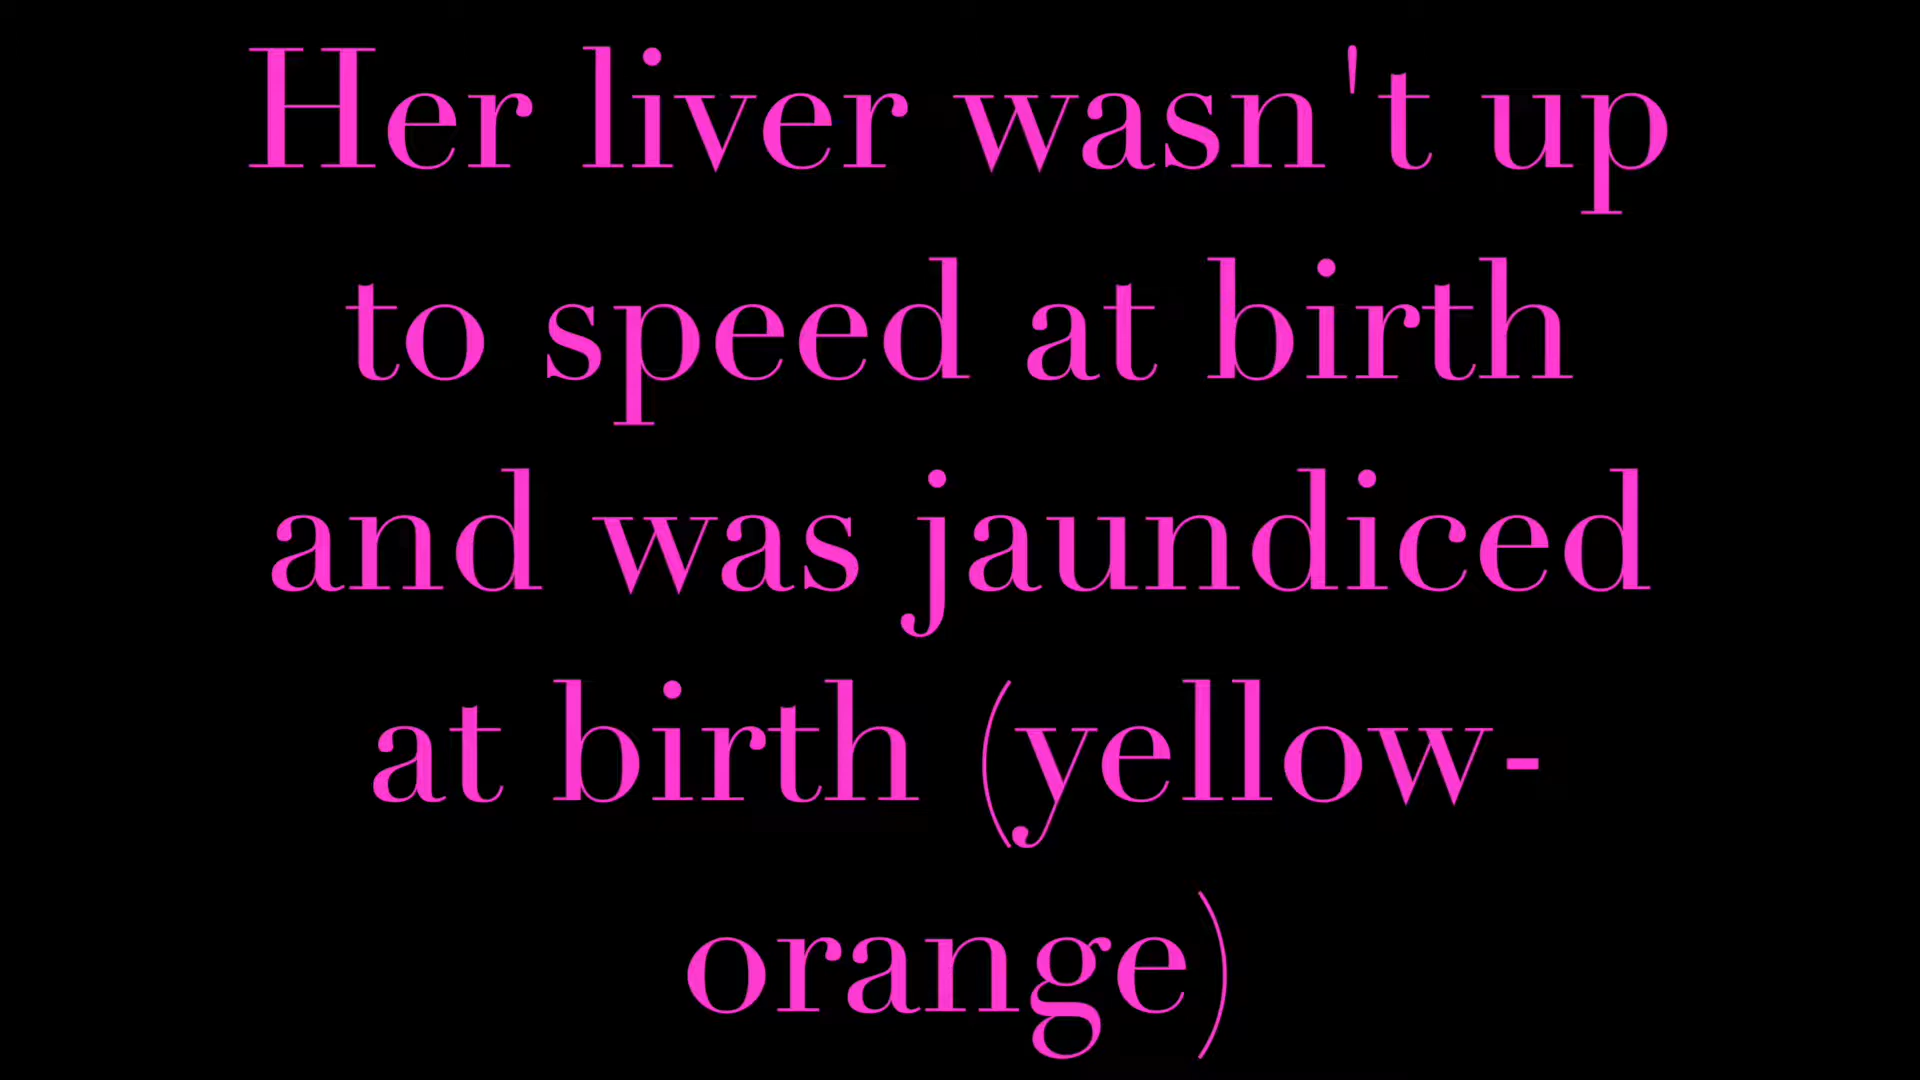 Her liver wasn't up
to speed at birth
and was jaundiced
at birth (yellow-
orange)